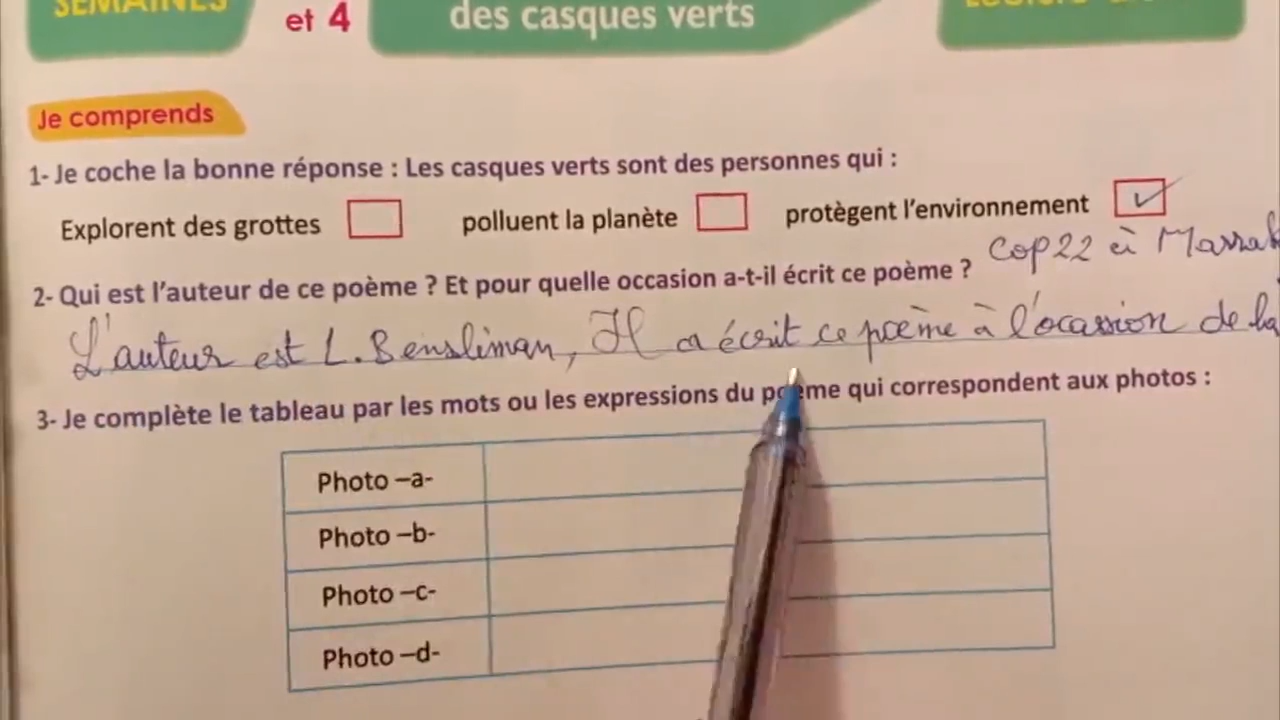 SEMAINES
et 4
des casques verts
Je comprends
1- Je coche la bonne réponse : Les casques verts sont des personnes qui :
Explorent des grottes polluent la planète protègent l'environnement
Cop22 à
2- Qui est l'auteur de ce poème ? Et pour quelle occasion a-t-il écrit ce poème ?
L'auteur est L. Bensliman, Il a écrit ce poème à l'ocassion de la
3- Je complète le tableau par les mots ou les expressions du poème qui correspondent aux photos :
Photo –a-
Photo –b-
Photo –c-
Photo –d-